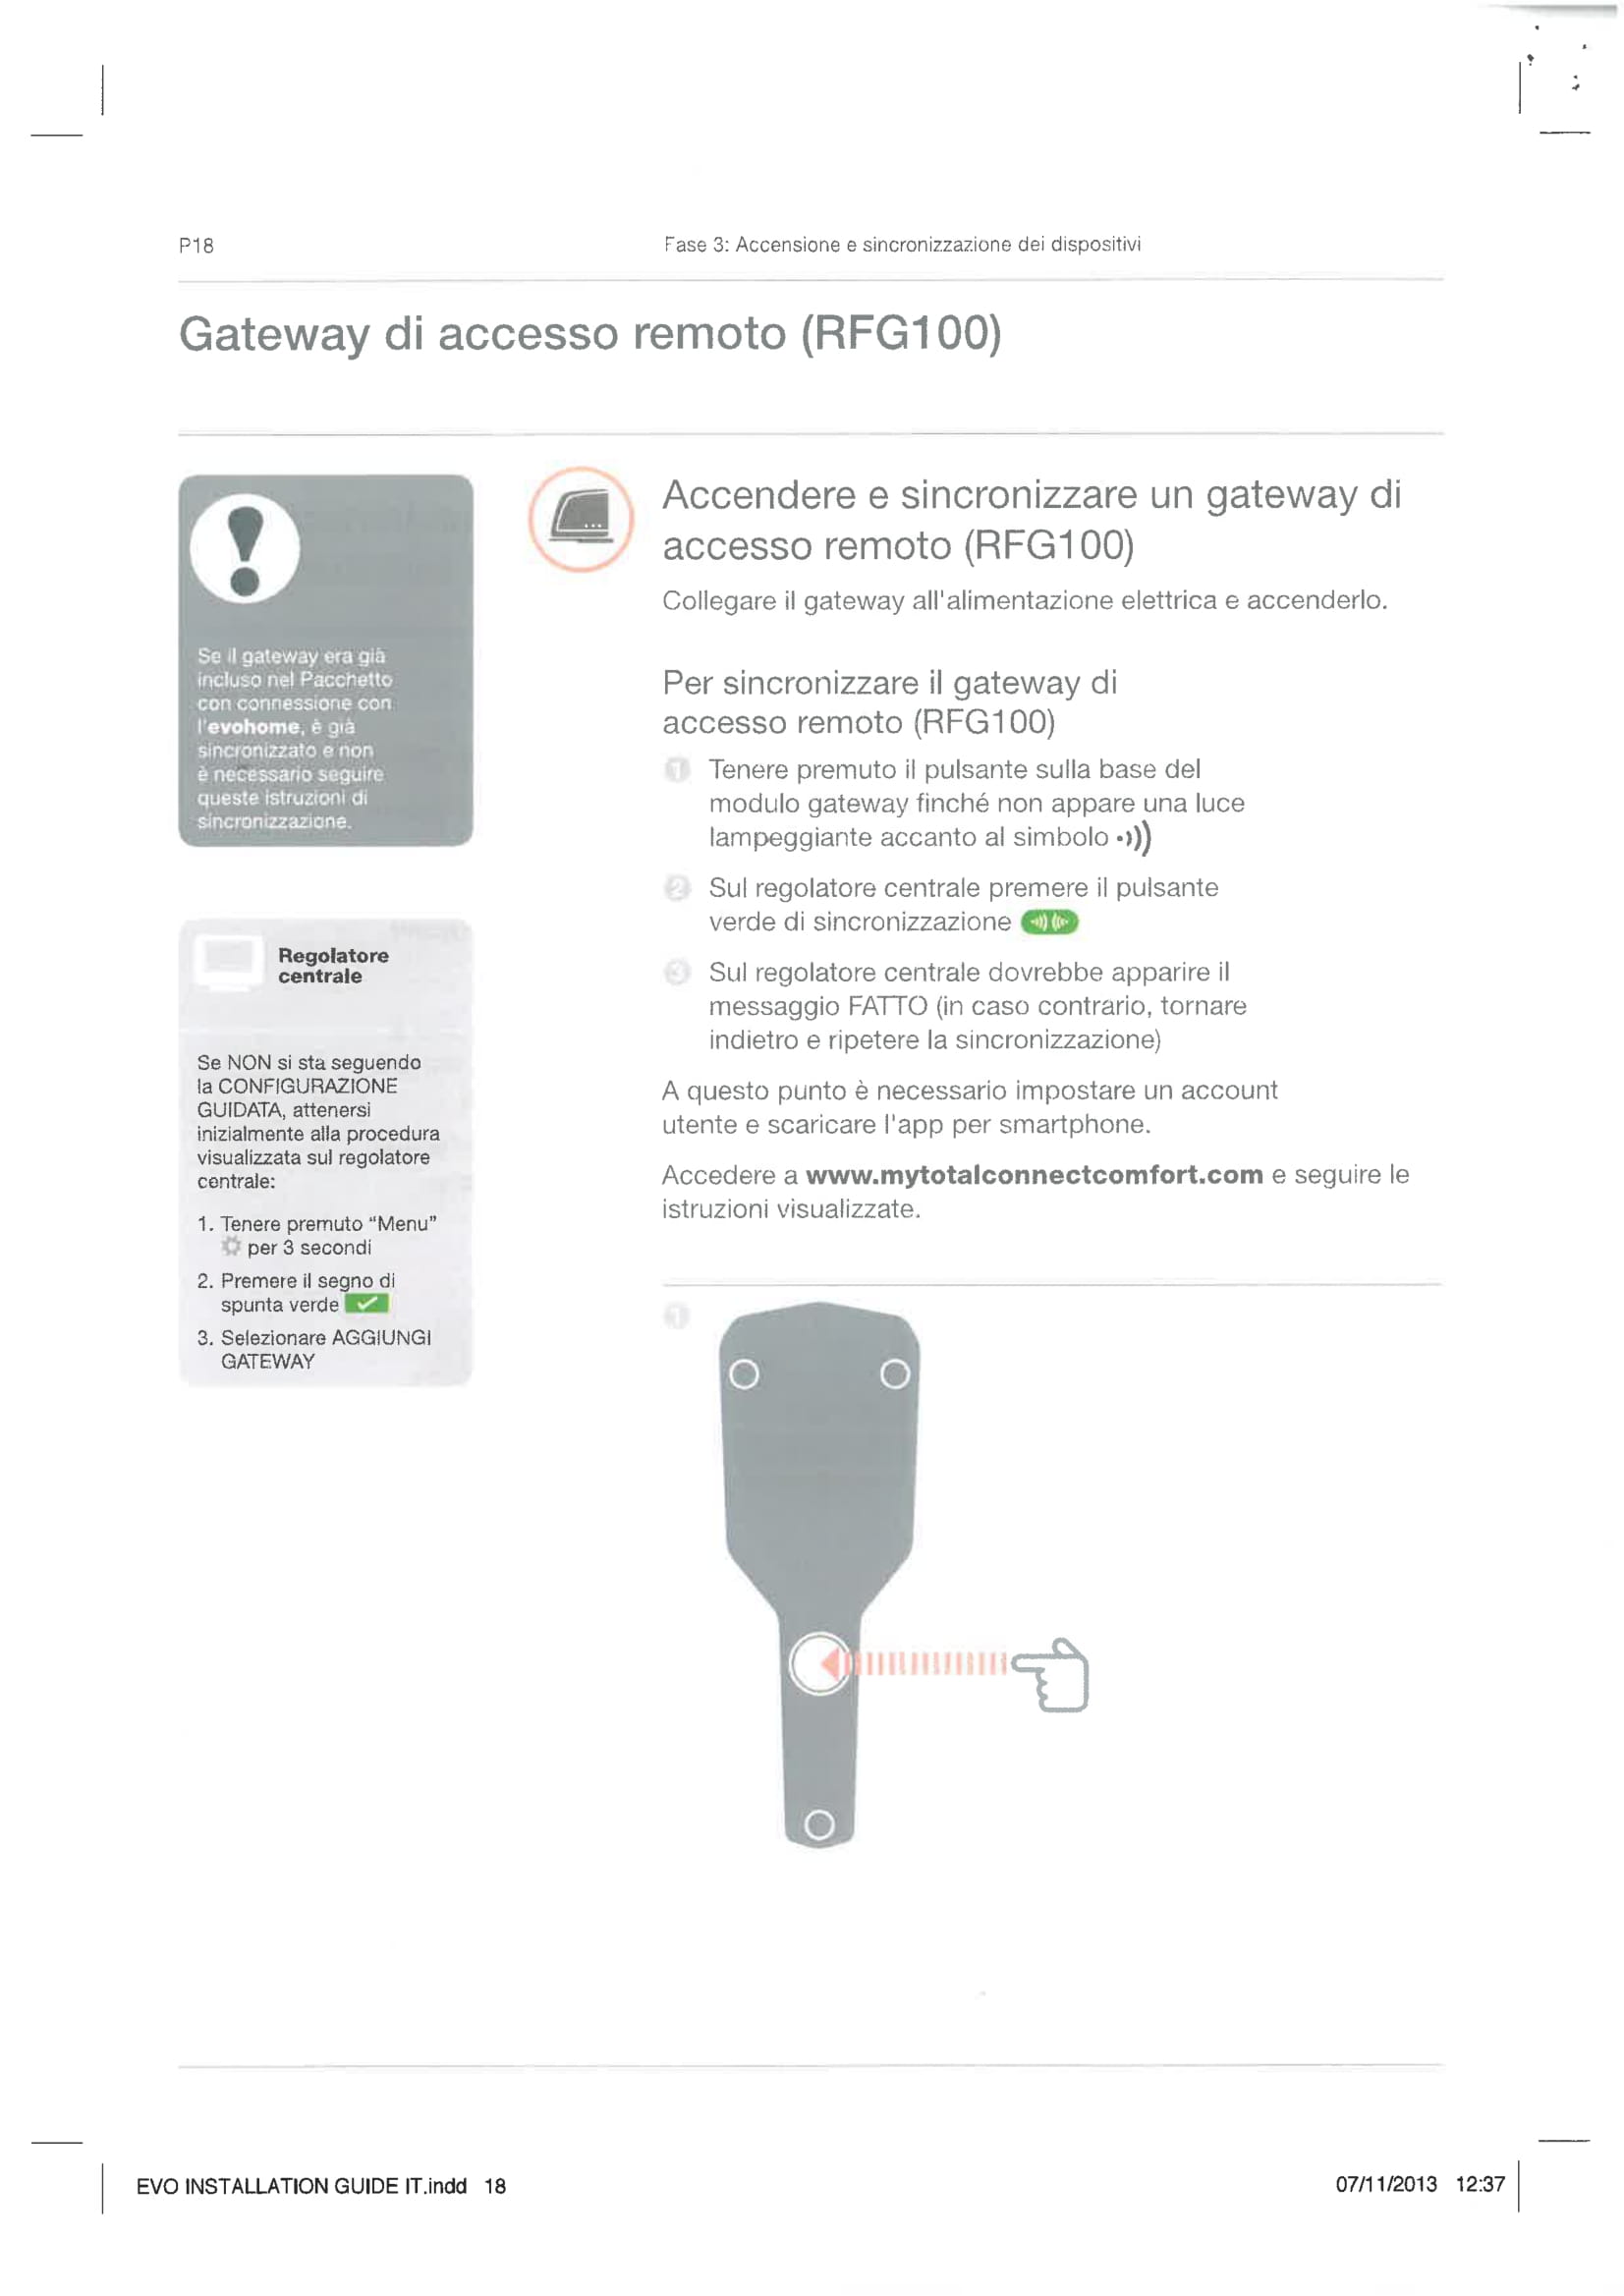 P18
Fase 3: Accensione e sincronizzazione dei dispositivi
Gateway di accesso remoto (RFG100)
Se il gateway era già
incluso nel Pacchetto
con connessione con
l'evohome, è già
sincronizzato e non
è necessario seguire
queste istruzioni di
sincronizzazione.
Regolatore
centrale
Se NON si sta seguendo
la CONFIGURAZIONE
GUIDATA, attenersi
inizialmente alla procedura
visualizzata sul regolatore
centrale:
1. Tenere premuto “Menu”
per 3 secondi
2. Premere il segno di
spunta verde
3. Selezionare AGGIUNGI
GATEWAY
Accendere e sincronizzare un gateway di
accesso remoto (RFG100)
Collegare il gateway all'alimentazione elettrica e accenderlo.
Per sincronizzare il gateway di
accesso remoto (RFG100)
1 Tenere premuto il pulsante sulla base del
modulo gateway finché non appare una luce
lampeggiante accanto al simbolo
2 Sul regolatore centrale premere il pulsante
verde di sincronizzazione
3 Sul regolatore centrale dovrebbe apparire il
messaggio FATTO (in caso contrario, tornare
indietro e ripetere la sincronizzazione)
A questo punto è necessario impostare un account
utente e scaricare l'app per smartphone.
Accedere a www.mytotalconnectcomfort.com e seguire le
istruzioni visualizzate.
1
EVO INSTALLATION GUIDE IT.indd 18
07/11/2013 12:37